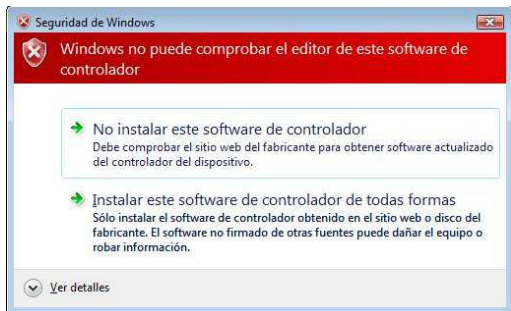 Seguridad de Windows
Windows no puede comprobar el editor de este software de
controlador
No instalar este software de controlador
Debe comprobar el sitio web del fabricante para obtener software actualizado
del controlador del dispositivo.
Instalar este software de controlador de todas formas
Sólo instalar el software de controlador obtenido en el sitio web o disco del
fabricante. El software no firmado de otras fuentes puede dañar el equipo o
robar información.
Ver detalles